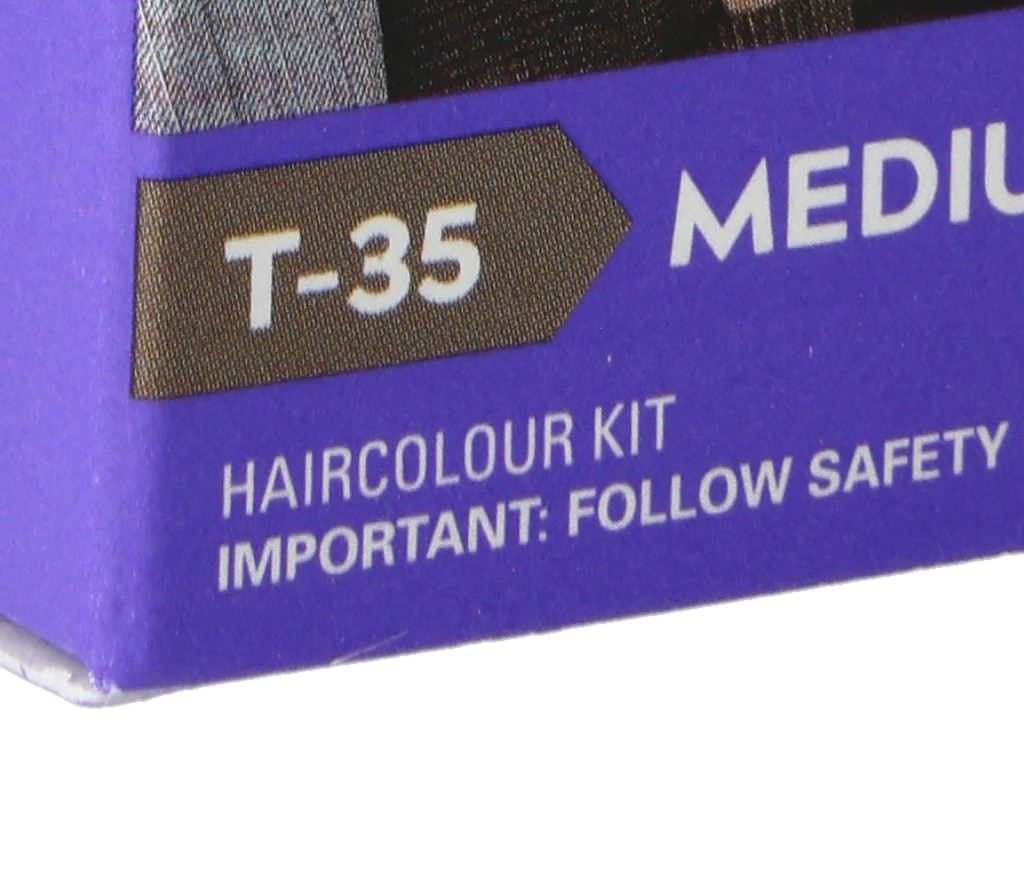 T-35 MEDIU
HAIRCOLOUR KIT
IMPORTANT: FOLLOW SAFETY